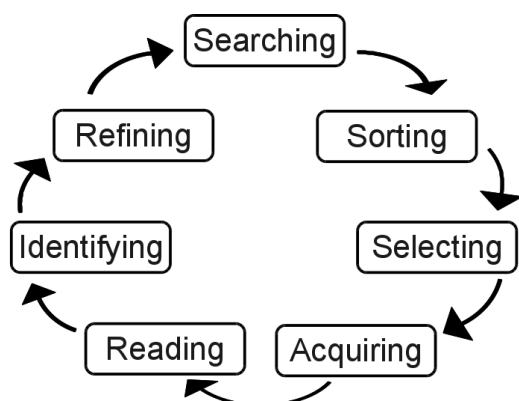 Searching
Sorting
Selecting
Acquiring
Reading
Identifying
Refining